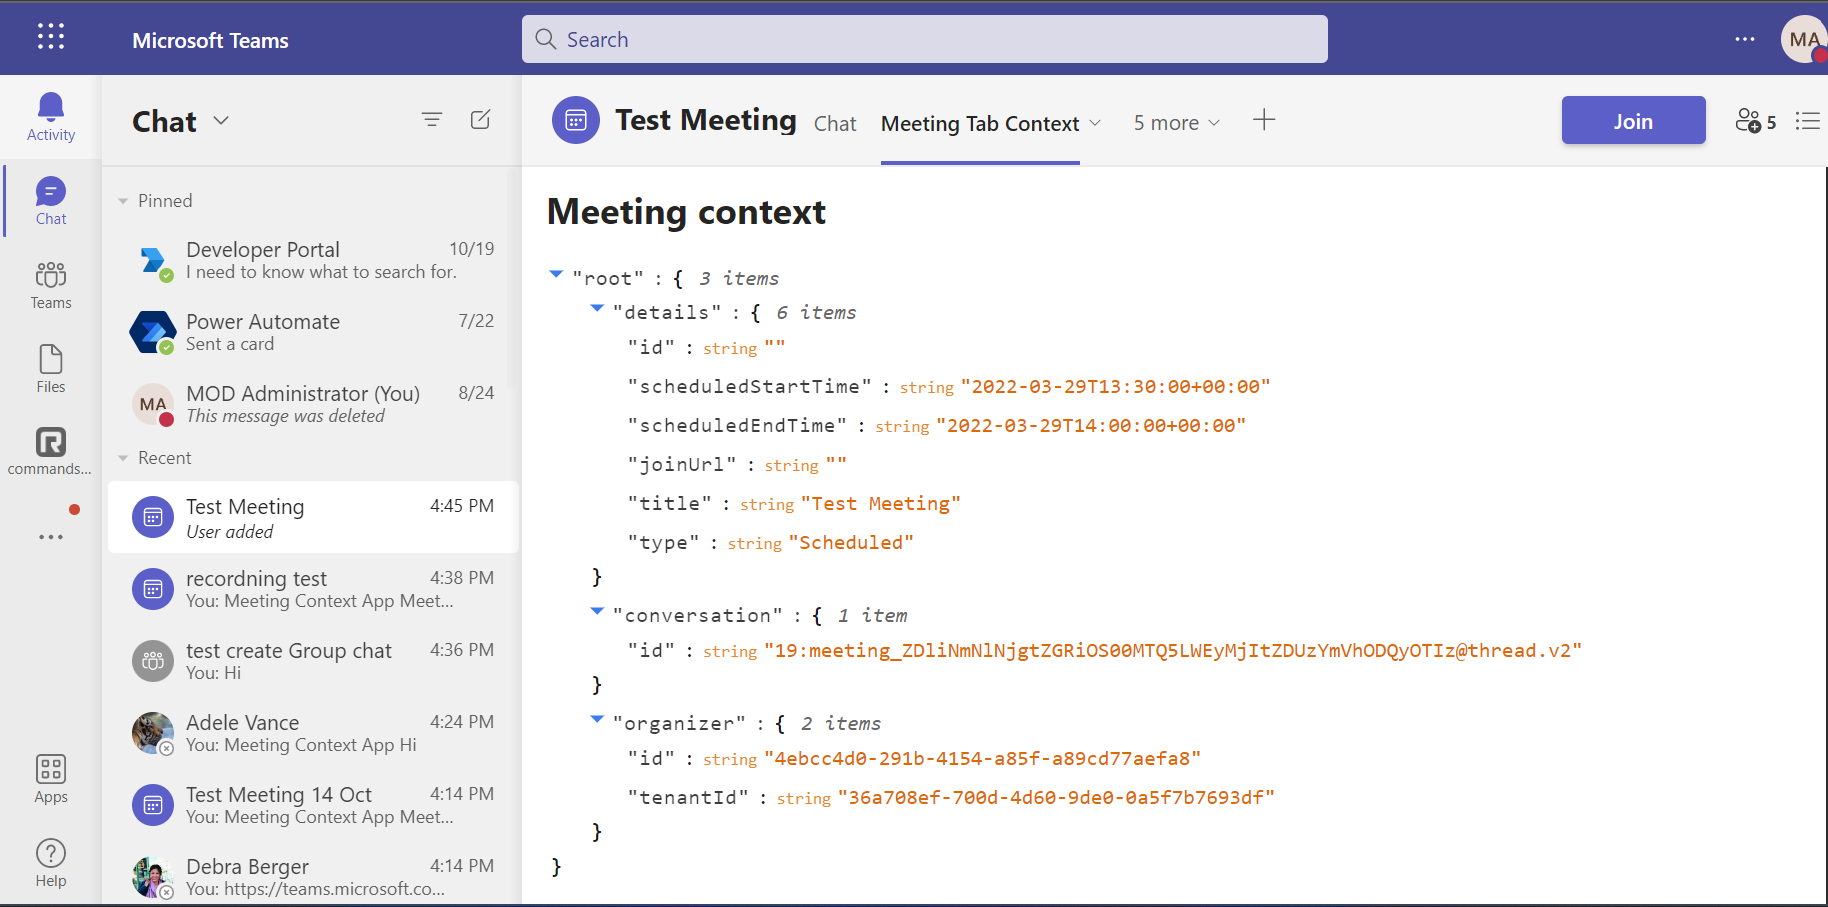 Microsoft Teams
Search
MA
Activity
Chat
Teams
Files
commands...
Apps
Help
Chat
Pinned
Developer Portal 10/19
I need to know what to search for.
Power Automate 7/22
Sent a card
MA
MOD Administrator (You) 8/24
This message was deleted
Recent
Test Meeting 4:45 PM
User added
recordning test 4:38 PM
You: Meeting Context App Meet...
test create Group chat 4:36 PM
You: Hi
Adele Vance 4:24 PM
You: Meeting Context App Hi
Test Meeting 14 Oct 4:14 PM
You: Meeting Context App Meet...
Debra Berger 4:14 PM
You: https://teams.microsoft.co...
Test Meeting Chat Meeting Tab Context 5 more Join 5
Meeting context
"root" : { 3 items
"details" : { 6 items
"id" : string ""
"scheduledStartTime" : string "2022-03-29T13:30:00+00:00"
"scheduledEndTime" : string "2022-03-29T14:00:00+00:00"
"joinUrl" : string ""
"title" : string "Test Meeting"
"type" : string "Scheduled"
}
"conversation" : { 1 item
"id" : string "19:meeting_ZDliNmNlNjgtZGRiOS00MTQ5LWEyMjItZDUzYmVhODQyOTIz@thread.v2"
}
"organizer" : { 2 items
"id" : string "4ebcc4d0-291b-4154-a85f-a89cd77aefa8"
"tenantId" : string "36a708ef-700d-4d60-9de0-0a5f7b7693df"
}
}